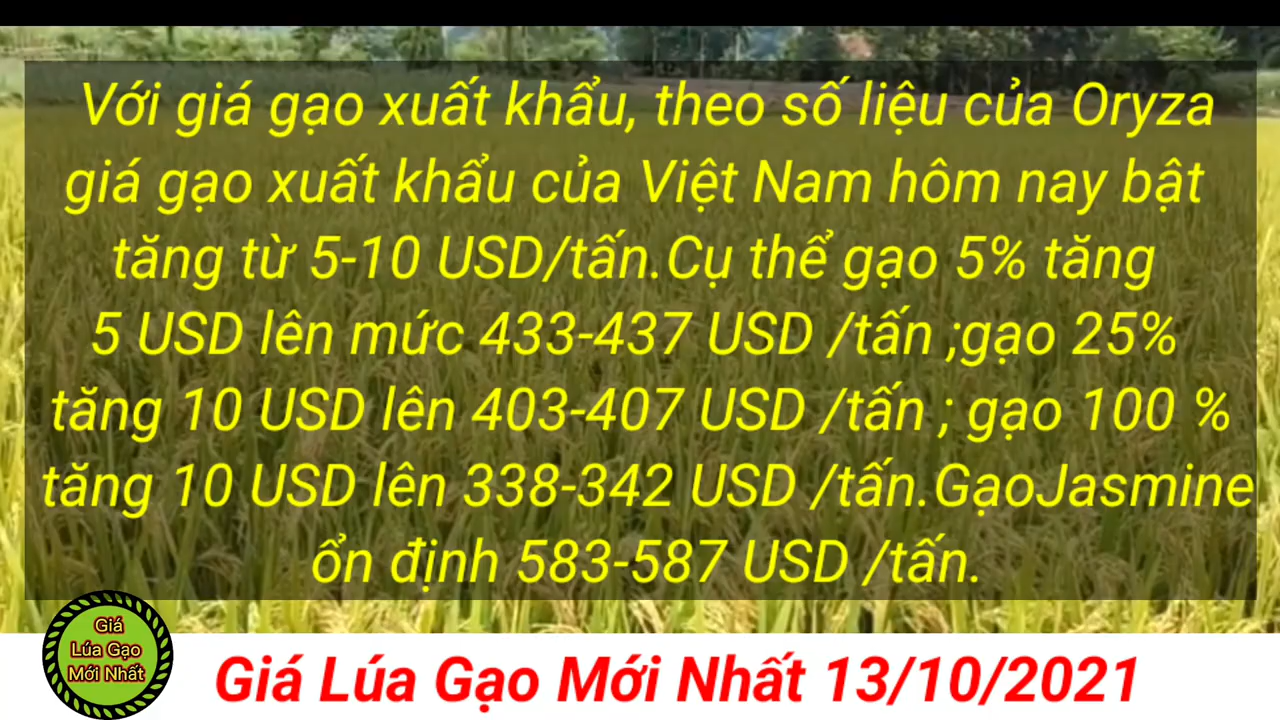 Với giá gạo xuất khẩu, theo số liệu của Oryza
giá gạo xuất khẩu của Việt Nam hôm nay bật
tăng từ 5-10 USD/tấn.Cụ thể gạo 5% tăng
5 USD lên mức 433-437 USD /tấn ;gạo 25%
tăng 10 USD lên 403-407 USD /tấn ; gạo 100 %
tăng 10 USD lên 338-342 USD /tấn.GạoJasmine
ổn định 583-587 USD /tấn.
Giá
Lúa Gạo
Mới Nhất
Giá Lúa Gạo Mới Nhất 13/10/2021